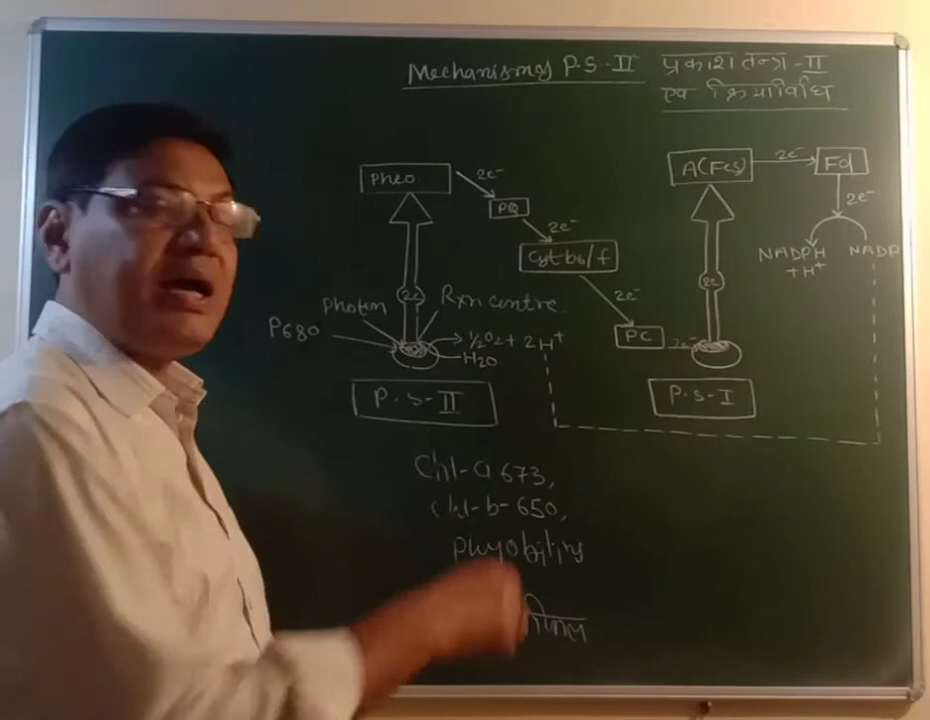 Mechanism of P.S-II प्रकाश तन्त्र-II
एवं क्रियाविधि
Pheo
2e⁻
PQ
2e⁻
Cyt b6/f
2e⁻
PC
2e⁻
A(FeS)
2e⁻
Fd
2e⁻
NADPH
+H⁺
NADP
2e
2e
Photon
Rxn centre.
P680
½O2+ 2H⁺
H2O
P.S-II
P.S-I
Chl-a 673,
chl-b-650,